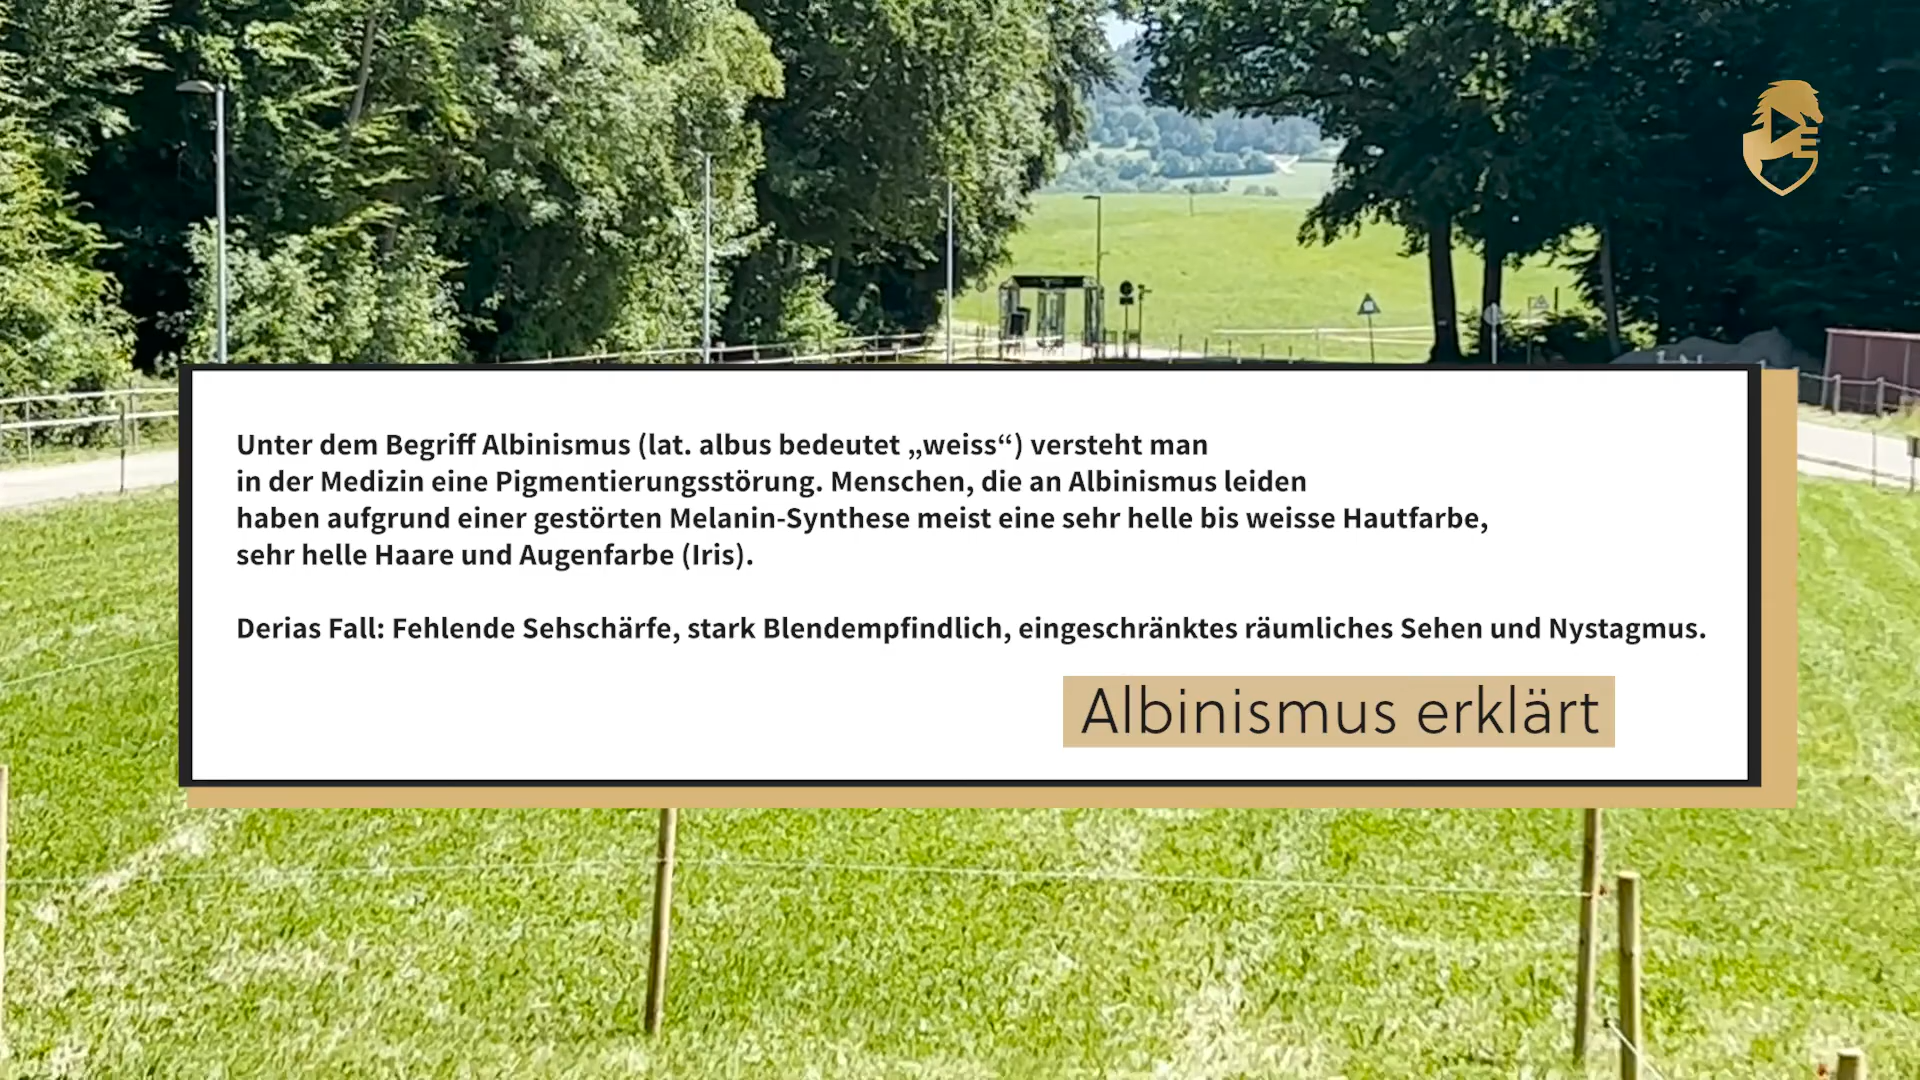 Unter dem Begriff Albinismus (lat. albus bedeutet „weiss“) versteht man
in der Medizin eine Pigmentierungsstörung. Menschen, die an Albinismus leiden
haben aufgrund einer gestörten Melanin-Synthese meist eine sehr helle bis weisse Hautfarbe,
sehr helle Haare und Augenfarbe (Iris).
Derias Fall: Fehlende Sehschärfe, stark Blendempfindlich, eingeschränktes räumliches Sehen und Nystagmus.
Albinismus erklärt